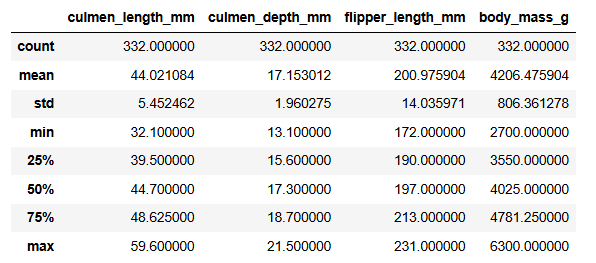 culmen_length_mm culmen_depth_mm flipper_length_mm body_mass_g
count 332.000000 332.000000 332.000000 332.000000
mean 44.021084 17.153012 200.975904 4206.475904
std 5.452462 1.960275 14.035971 806.361278
min 32.100000 13.100000 172.000000 2700.000000
25% 39.500000 15.600000 190.000000 3550.000000
50% 44.700000 17.300000 197.000000 4025.000000
75% 48.625000 18.700000 213.000000 4781.250000
max 59.600000 21.500000 231.000000 6300.000000